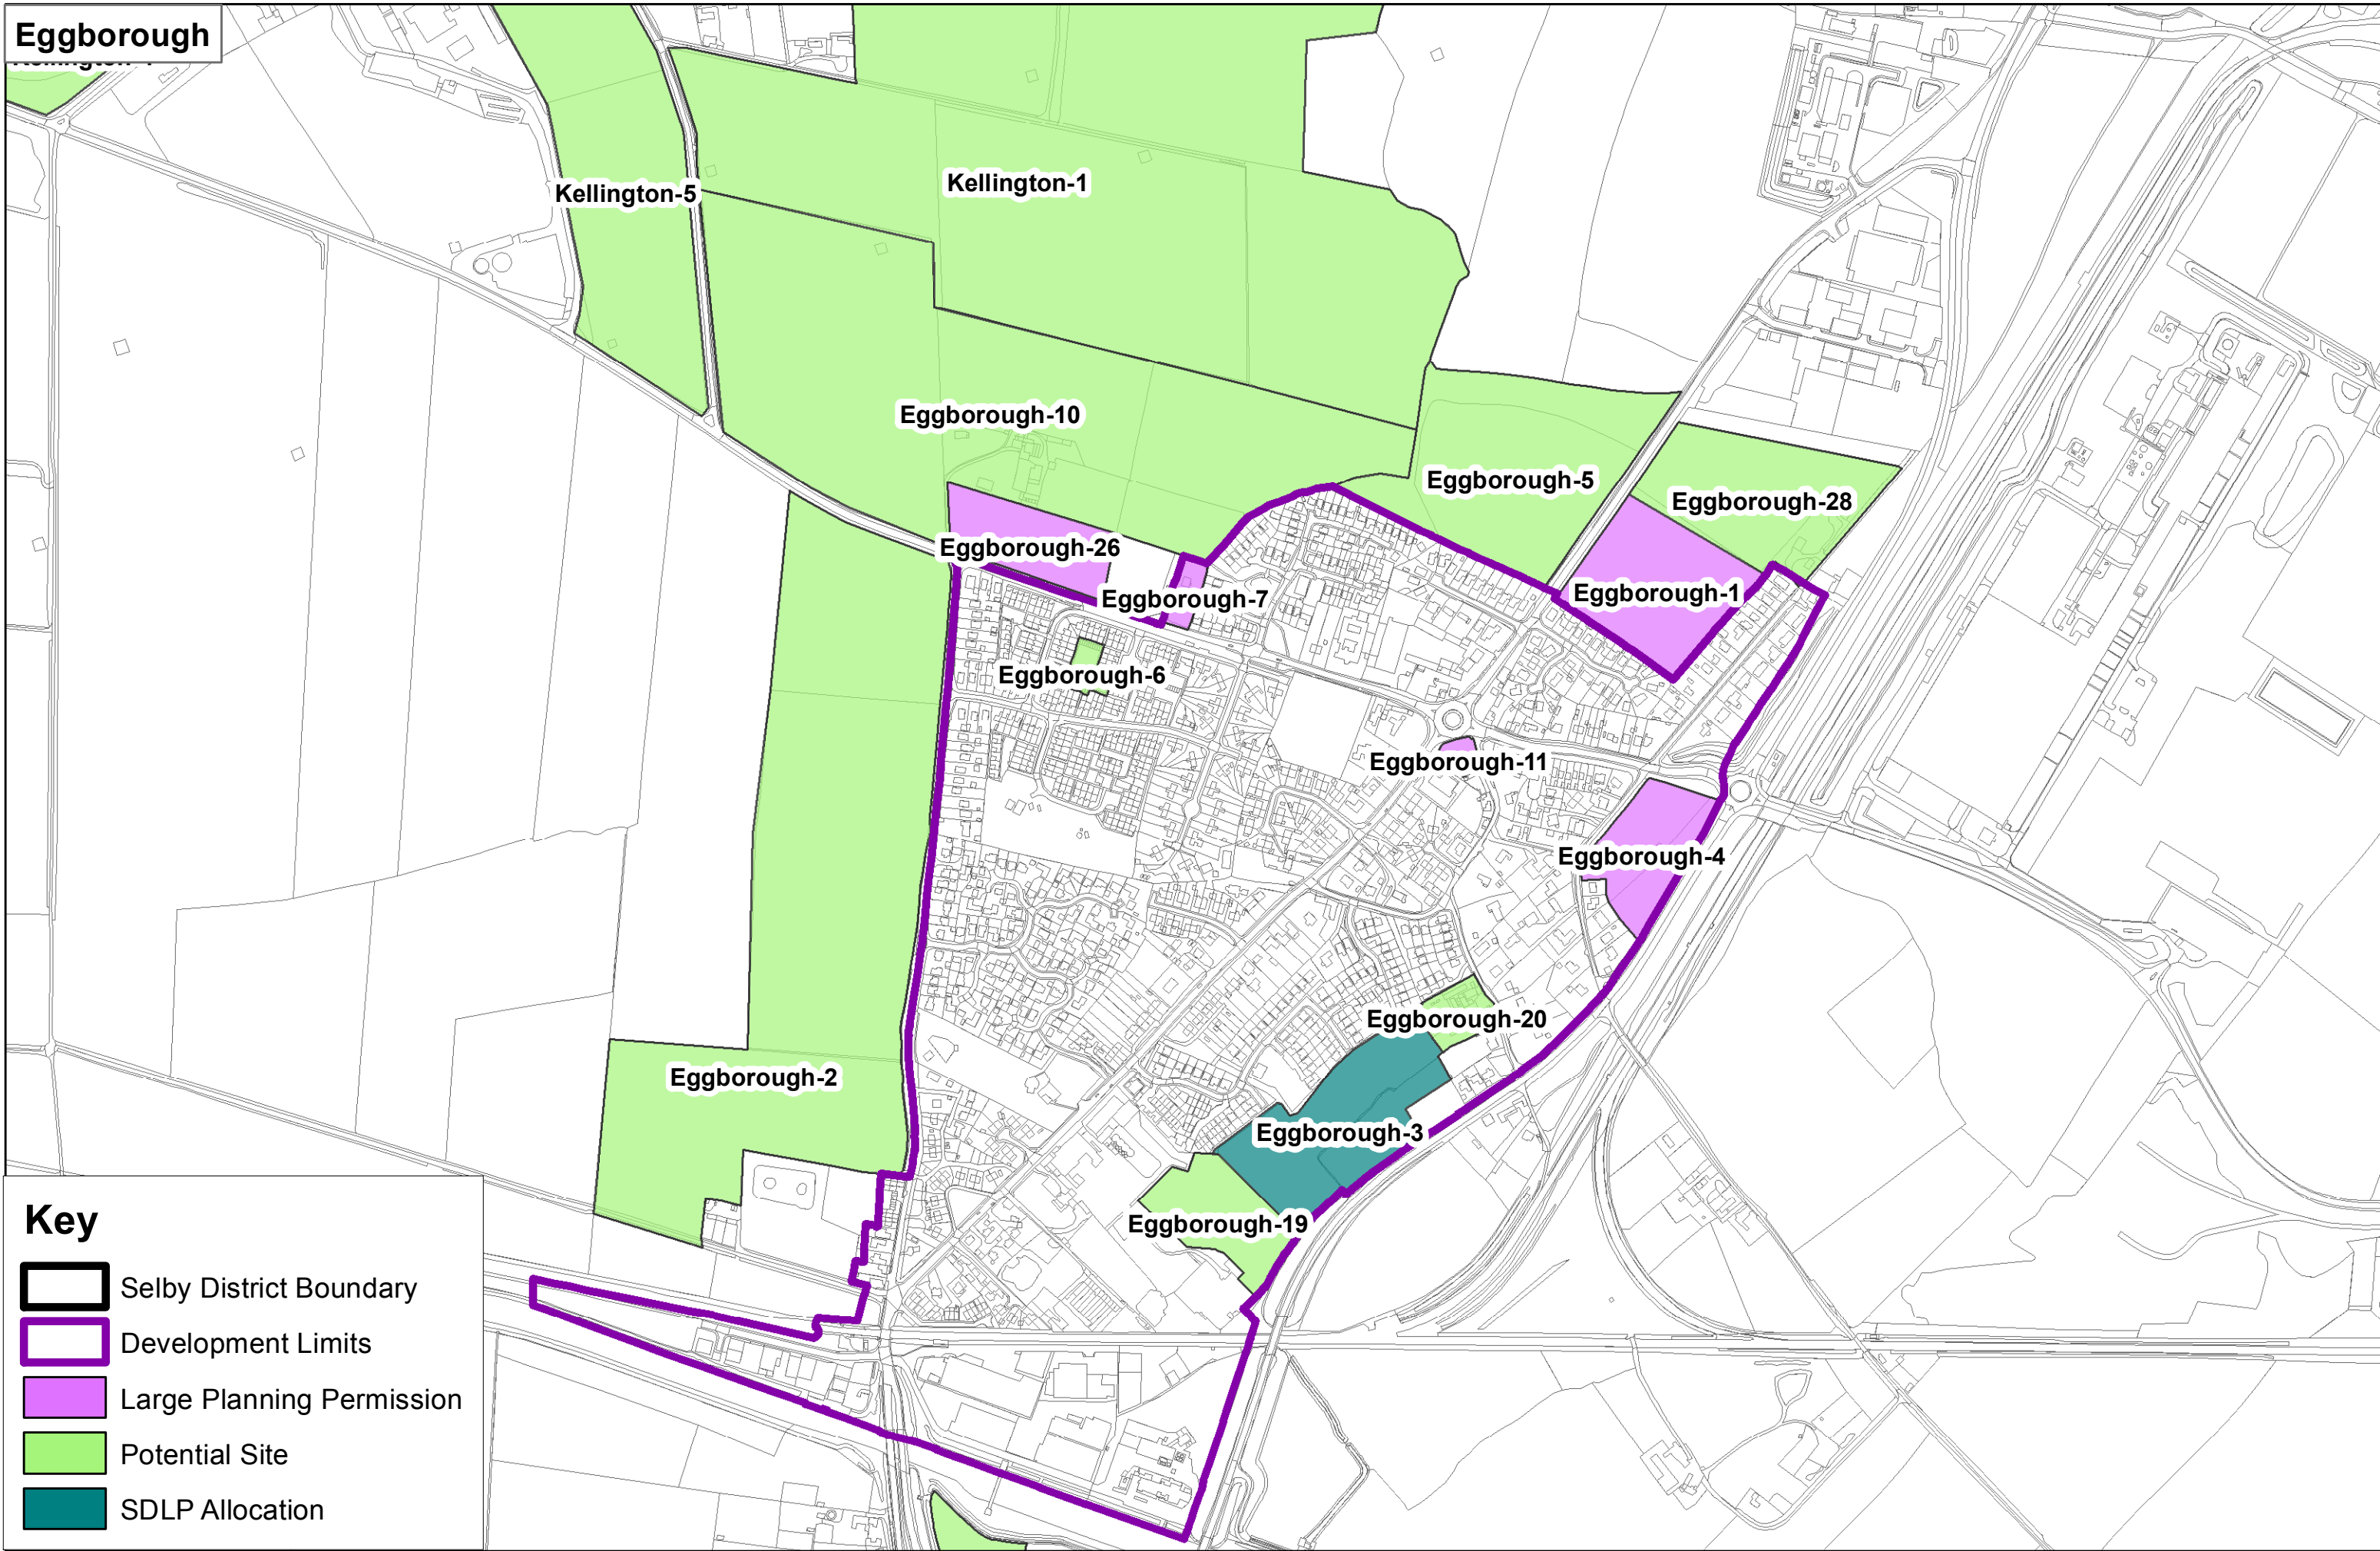 Eggborough
Kellington-5
Kellington-1
Eggborough-10
Eggborough-5
Eggborough-28
Eggborough-26
Eggborough-7
Eggborough-1
Eggborough-6
Eggborough-11
Eggborough-4
Eggborough-20
Eggborough-2
Eggborough-3
Eggborough-19
Key
Selby District Boundary
Development Limits
Large Planning Permission
Potential Site
SDLP Allocation